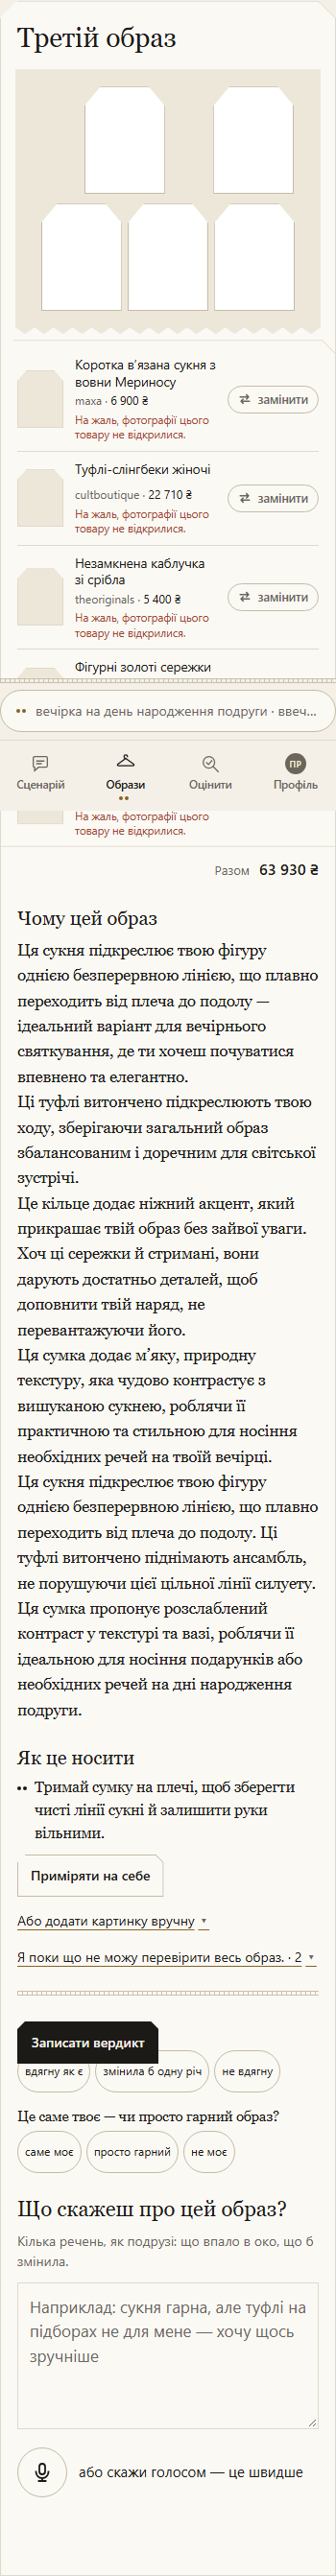 Третій образ
Коротка в'язана сукня з
вовни Мериносу
maxa · 6 900 ₴
На жаль, фотографії цього
товару не відкрилися.
замінити
Туфлі-слінгбеки жіночі
cultboutique · 22 710 ₴
На жаль, фотографії цього
товару не відкрилися.
замінити
Незамкнена каблучка
зі срібла
theoriginals · 5 400 ₴
На жаль, фотографії цього
товару не відкрилися.
замінити
Фігурні золоті сережки
вечірка на день народження подруги · ввеч...
Сценарій
Образи
Оцінити
ПР
Профіль
На жаль, фотографії цього
товару не відкрилися.
Разом 63 930 ₴
Чому цей образ
Ця сукня підкреслює твою фігуру
однією безперервною лінією, що плавно
переходить від плеча до подолу —
ідеальний варіант для вечірнього
святкування, де ти хочеш почуватися
впевнено та елегантно.
Ці туфлі витончено підкреслюють твою
ходу, зберігаючи загальний образ
збалансованим і доречним для світської
зустрічі.
Це кільце додає ніжний акцент, який
прикрашає твій образ без зайвої уваги.
Хоч ці сережки й стримані, вони
дарують достатньо деталей, щоб
доповнити твій наряд, не
перевантажуючи його.
Ця сумка додає м’яку, природну
текстуру, яка чудово контрастує з
вишуканою сукнею, роблячи її
практичною та стильною для носіння
необхідних речей на твоїй вечірці.
Ця сукня підкреслює твою фігуру
однією безперервною лінією, що плавно
переходить від плеча до подолу. Ці
туфлі витончено піднімають ансамбль,
не порушуючи цієї цільної лінії силуету.
Ця сумка пропонує розслаблений
контраст у текстурі та вазі, роблячи її
ідеальною для носіння подарунків або
необхідних речей на дні народження
подруги.
Як це носити
Тримай сумку на плечі, щоб зберегти
чисті лінії сукні й залишити руки
вільними.
Приміряти на себе
Або додати картинку вручну
Я поки що не можу перевірити весь образ. · 2
Записати вердикт
вдягну як є
змінила б одну річ
не вдягну
Це саме твоє — чи просто гарний образ?
саме моє
просто гарний
не моє
Що скажеш про цей образ?
Кілька речень, як подрузі: що впало в око, що б
змінила.
Наприклад: сукня гарна, але туфлі на
підборах не для мене — хочу щось
зручніше
або скажи голосом — це швидше